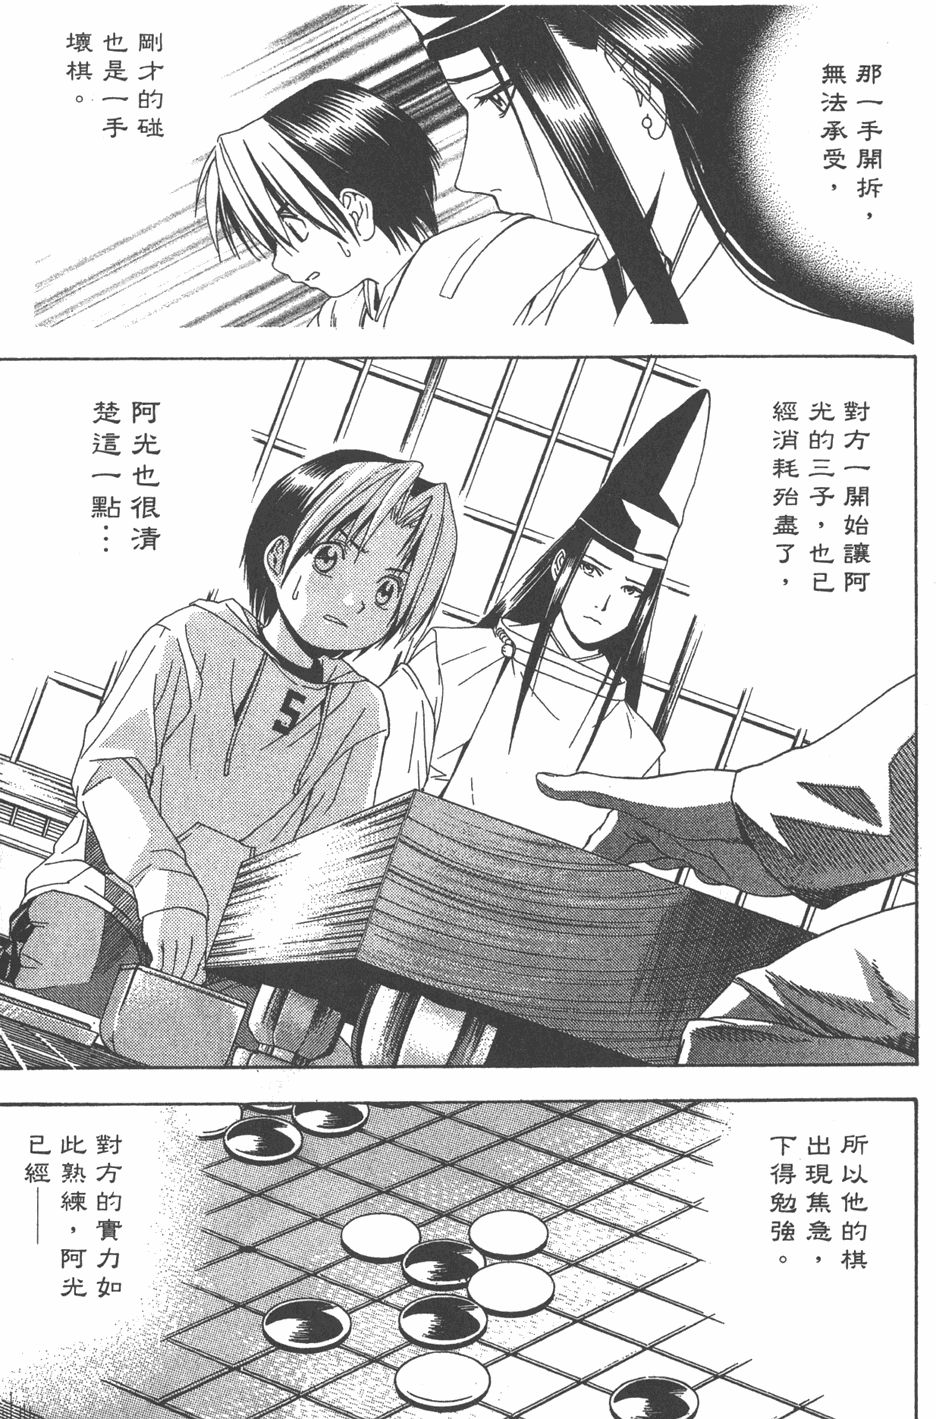 那一手開拆，
無法承受，
剛才的碰
也是一手
壞棋。
對方一開始讓阿
光的三子，也已
經消耗殆盡了，
阿光也很清
楚這一點…
5
所以他的棋
出現焦急，
下得勉強。
對方的實力如
此熟練，阿光
已經──